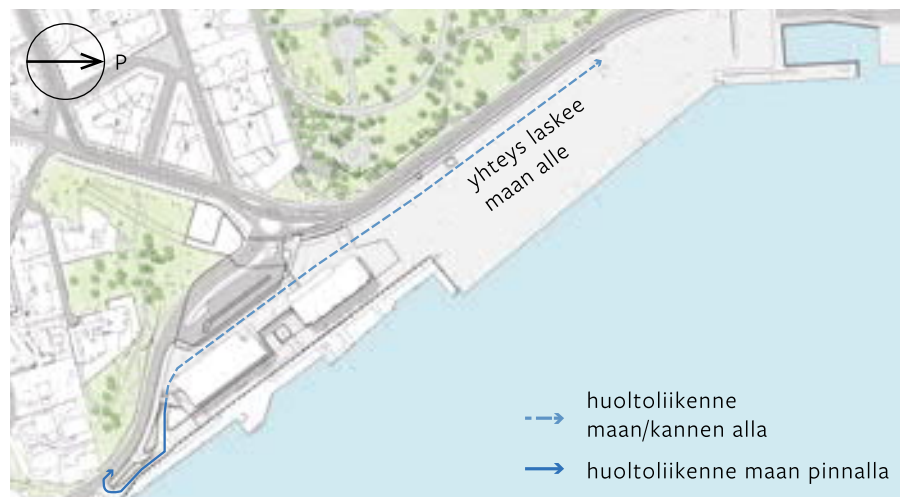 P
yhteys laskee
maan alle
huoltoliikenne
maan/kannen alla
huoltoliikenne maan pinnalla